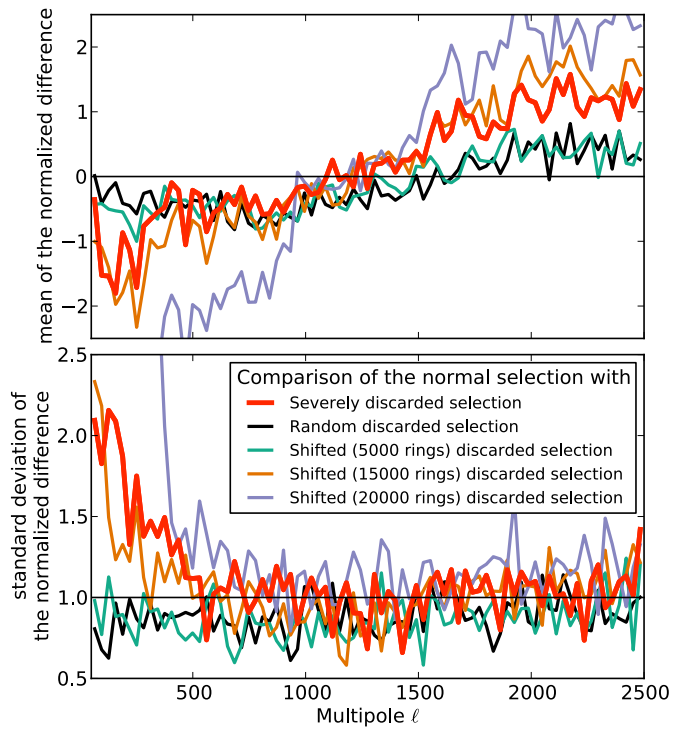 mean of the normalized difference
2
1
0
−1
−2
standard deviation of
the normalized difference
2.5
2.0
1.5
1.0
0.5
Comparison of the normal selection with
Severely discarded selection
Random discarded selection
Shifted (5000 rings) discarded selection
Shifted (15000 rings) discarded selection
Shifted (20000 rings) discarded selection
500 1000 1500 2000 2500
Multipole ℓ